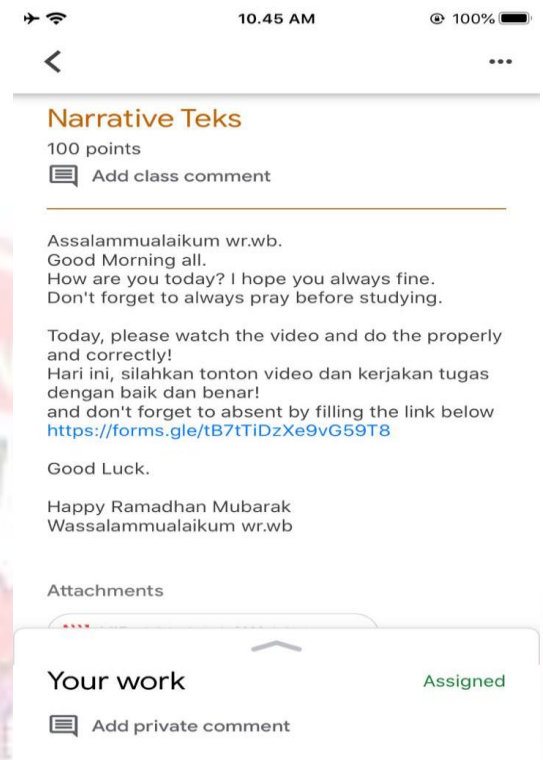 10.45 AM
100%
Narrative Teks
100 points
Add class comment
Assalammualaikum wr.wb.
Good Morning all.
How are you today? I hope you always fine.
Don't forget to always pray before studying.
Today, please watch the video and do the properly
and correctly!
Hari ini, silahkan tonton video dan kerjakan tugas
dengan baik dan benar!
and don't forget to absent by filling the link below
https://forms.gle/tB7tTiDzXe9vG59T8
Good Luck.
Happy Ramadhan Mubarak
Wassalammualaikum wr.wb
Attachments
Your work
Assigned
Add private comment